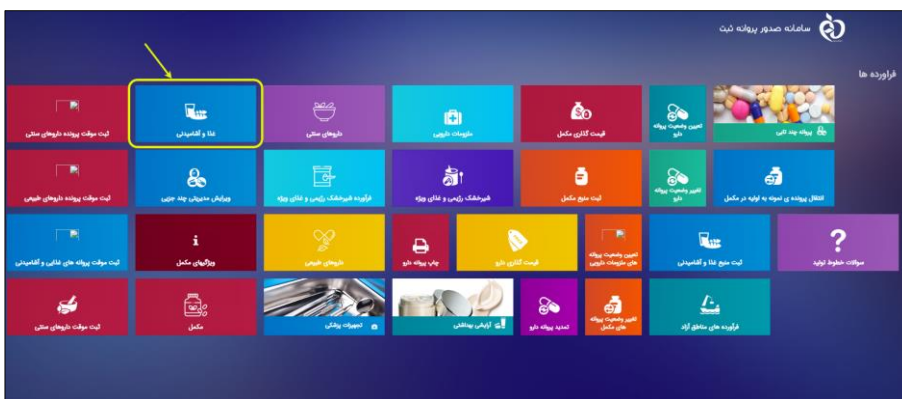 سامانه صدور پروانه ثبت
فراورده ها
پروانه چند تایی
تعیین وضعیت پروانه دارو
قیمت گذاری مکمل
ملزومات دارویی
داروهای سنتی
غذا و آشامیدنی
ثبت موقت پرونده داروهای سنتی
انتقال پرونده ی نمونه به تولیه در مکمل
تغییر وضعیت پروانه دارو
ثبت منبع مکمل
شیرخشک رژیمی و غذای ویژه
فرآورده شیرخشک رژیمی و غذای ویژه
ویرایش مدیریتی چند جزیی
ثبت موقت پرونده داروهای طبیعی
سوالات خطوط تولید
ثبت منبع غذا و آشامیدنی
تعیین وضعیت پروانه های ملزومات دارویی
قیمت گذاری دارو
چاپ پروانه دارو
داروهای طبیعی
ویژگیهای مکمل
ثبت موقت پروانه های غذایی و آشامیدنی
فرآورده های مناطق آزاد
تغییر وضعیت پروانه های مکمل
تمدید پروانه دارو
آرایشی بهداشتی
تجهیزات پزشکی
مکمل
ثبت موقت داروهای سنتی